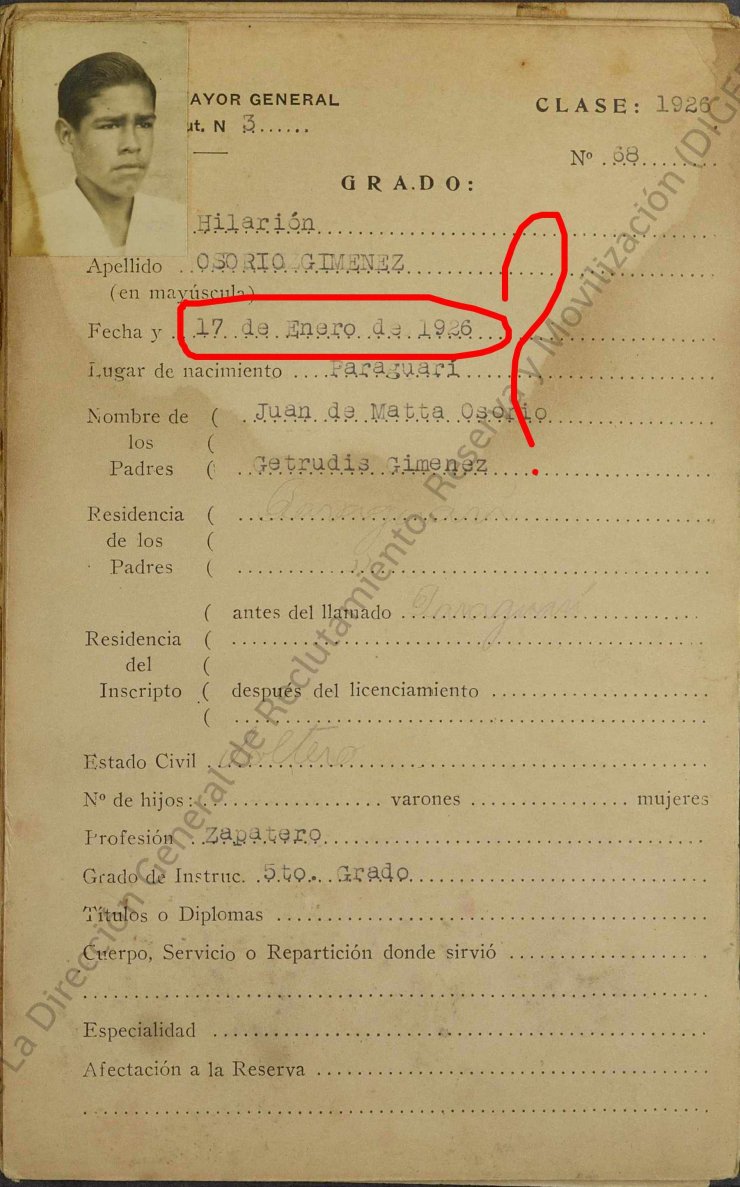 AYOR GENERAL
CLASE: 1926
ut. N 3......
Nº 68
GRADO:
Hilarión
Apellido OSORIO GIMENEZ
(en mayúscula)
Fecha y 17 de Enero de 1926
Lugar de nacimiento Paraguarí
Nombre de ( Juan de Matta Osorio
los (
Padres ( Getrudis Gimenez
Residencia ( Paraguarí
de los (
Padres (
( antes del llamado Paraguarí
Residencia (
del (
Inscripto ( después del licenciamiento
(
Estado Civil Soltero
Nº de hijos: varones mujeres
Profesión Zapatero
Grado de Instruc. 5to. Grado
Títulos o Diplomas
Cuerpo, Servicio o Repartición donde sirvió
Especialidad
Afectación a la Reserva
La Dirección General de Reclutamiento, Reserva y Movilización (DIGE